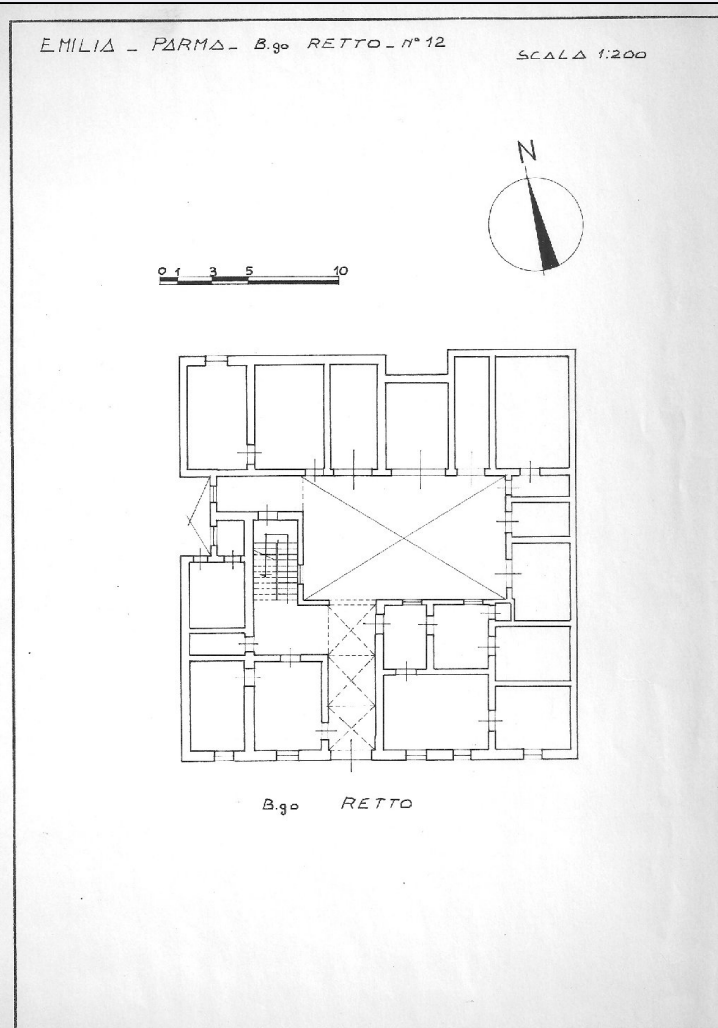 EMILIA _ PARMA _ B.go RETTO _ N° 12
SCALA 1:200
N
0 1 3 5 10
B.go RETTO